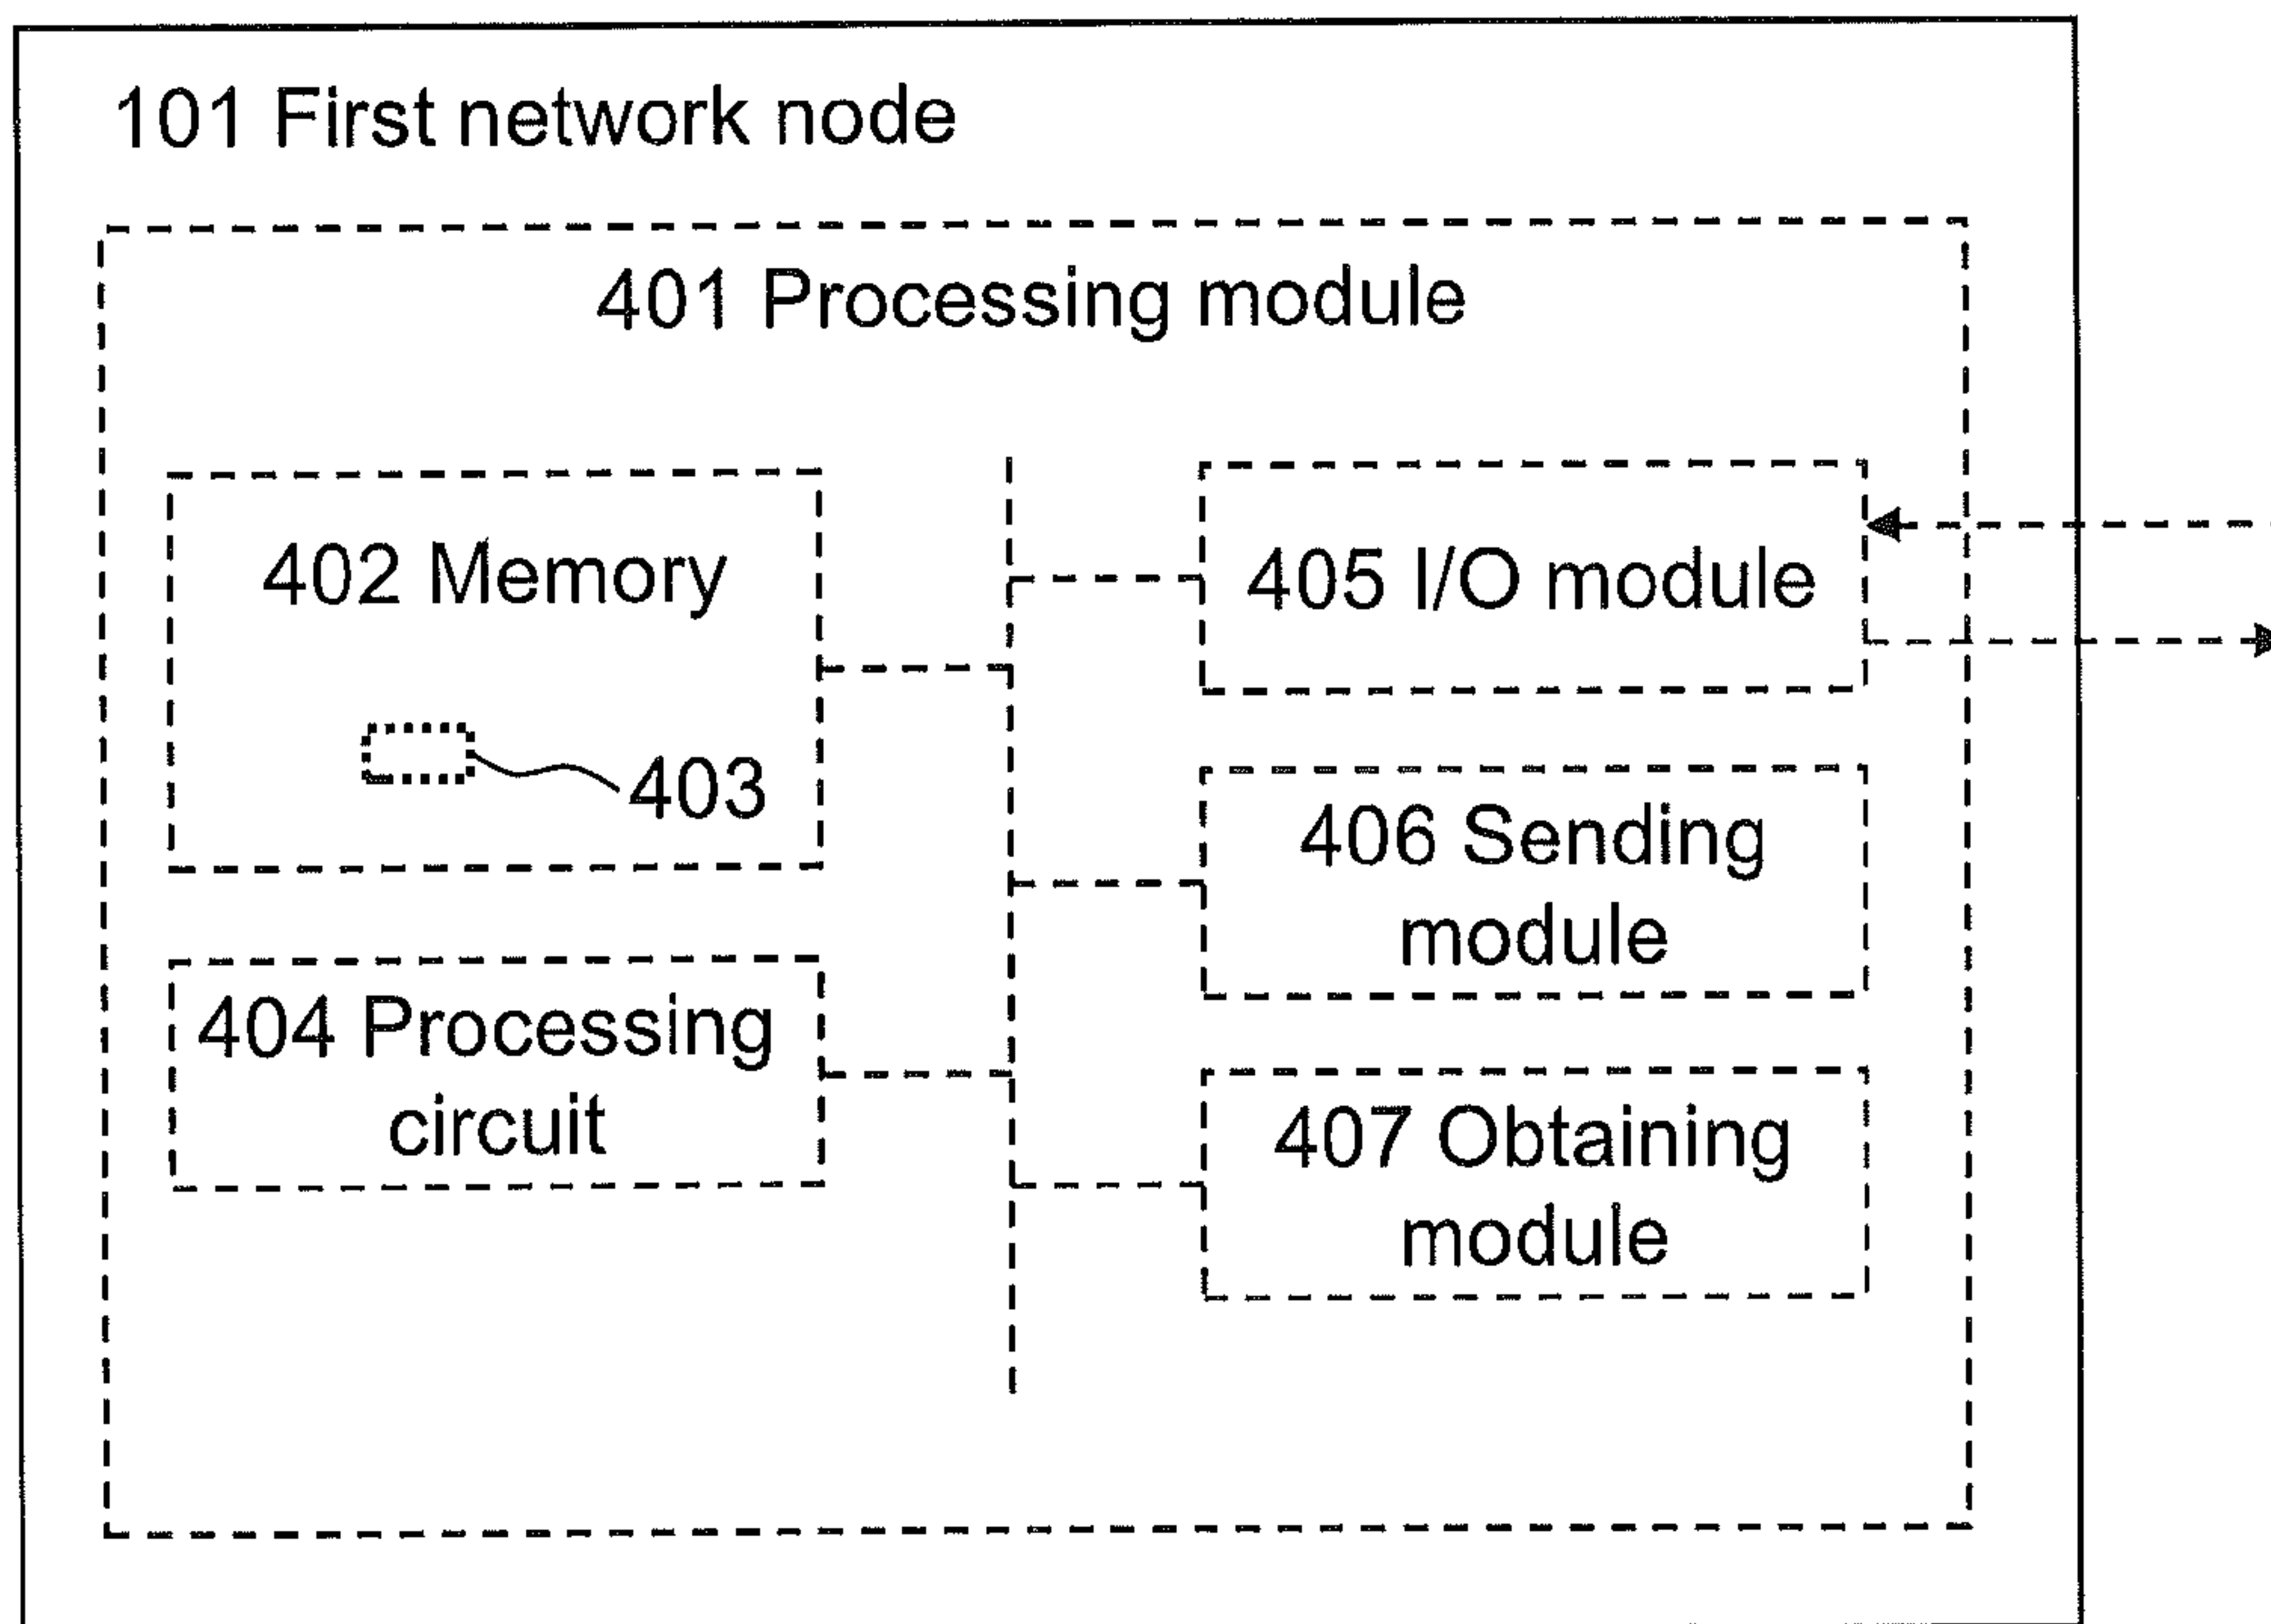 101 First network node
401 Processing module
402 Memory
403
404 Processing
circuit
405 I/O module
406 Sending
module
407 Obtaining
module